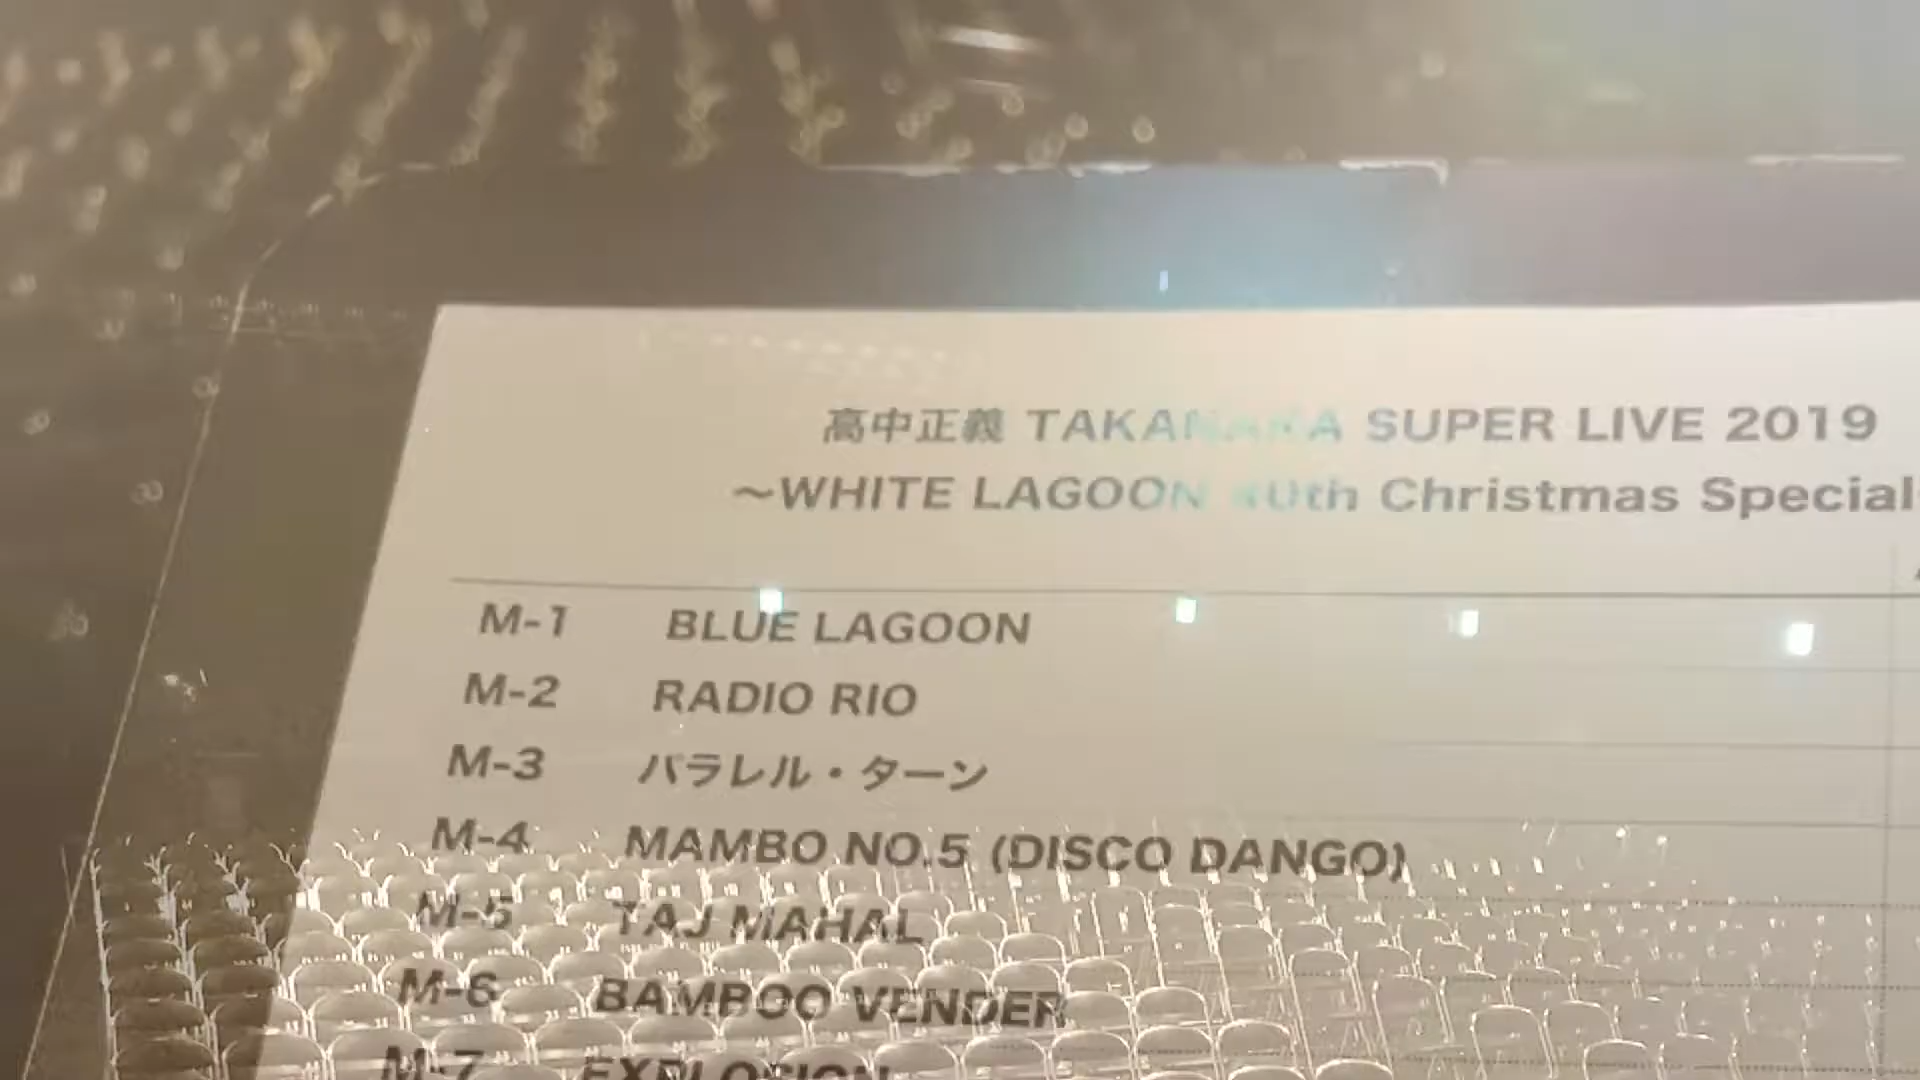 高中正義 TAKANAKA SUPER LIVE 2019
～WHITE LAGOON 40th Christmas Special
M-1 BLUE LAGOON
M-2 RADIO RIO
M-3 パラレル・ターン
M-4 MAMBO NO.5 (DISCO DANGO)
M-5 TAJ MAHAL
M-6 BAMBOO VENDER
M-7 EXPLOSION